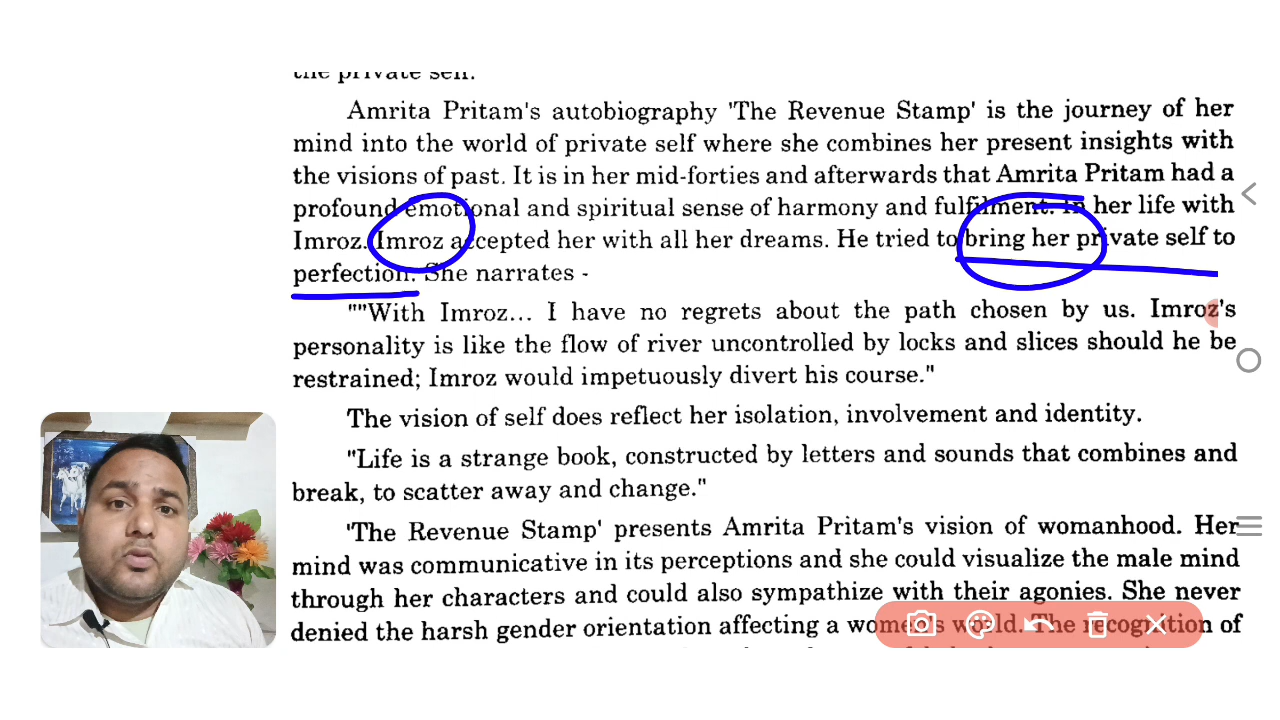 the private self.
Amrita Pritam's autobiography 'The Revenue Stamp' is the journey of her
mind into the world of private self where she combines her present insights with
the visions of past. It is in her mid-forties and afterwards that Amrita Pritam had a
profound emotional and spiritual sense of harmony and fulfilment. In her life with
Imroz. Imroz accepted her with all her dreams. He tried to bring her private self to
perfection. She narrates -
""With Imroz... I have no regrets about the path chosen by us. Imroz's
personality is like the flow of river uncontrolled by locks and slices should he be
restrained; Imroz would impetuously divert his course."
The vision of self does reflect her isolation, involvement and identity.
"Life is a strange book, constructed by letters and sounds that combines and
break, to scatter away and change."
'The Revenue Stamp' presents Amrita Pritam's vision of womanhood. Her
mind was communicative in its perceptions and she could visualize the male mind
through her characters and could also sympathize with their agonies. She never
denied the harsh gender orientation affecting a women's world. The recognition of